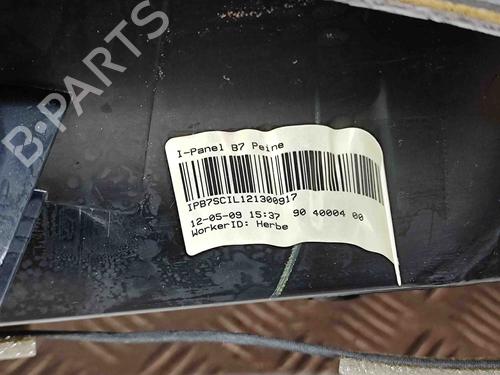 B-PARTS
I-Panel B7 Peine
IPB7SCIL121300917
12-05-09 15:37 90 40004 00
WorkerID: Herbe